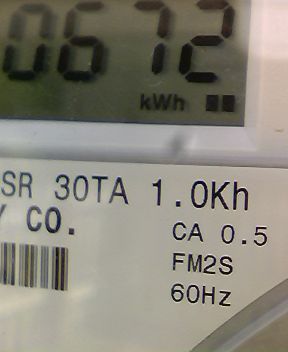 0672
kWh
SR 30TA 1.0Kh
Y CO.
CA 0.5
FM2S
60Hz